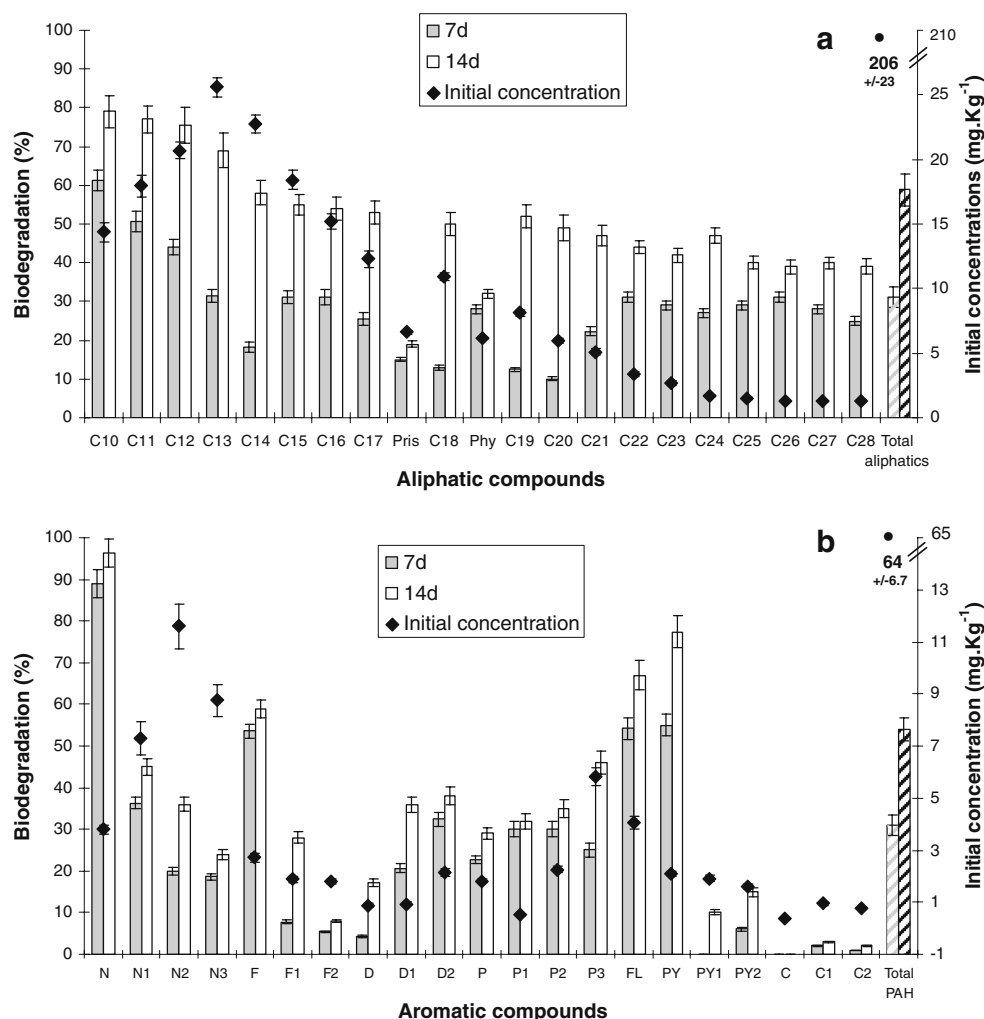 a
7d
14d
Initial concentration
Biodegradation (%)
100
90
80
70
60
50
40
30
20
10
0
Initial concentrations (mg.Kg⁻¹)
210
25
20
15
10
5
0
206
+/-23
C10 C11 C12 C13 C14 C15 C16 C17 Pris C18 Phy C19 C20 C21 C22 C23 C24 C25 C26 C27 C28 Total
aliphatics
Aliphatic compounds
b
7d
14d
Initial concentration
Biodegradation (%)
100
90
80
70
60
50
40
30
20
10
0
Initial concentration (mg.Kg⁻¹)
65
13
11
9
7
5
3
1
-1
64
+/-6.7
N N1 N2 N3 F F1 F2 D D1 D2 P P1 P2 P3 FL PY PY1 PY2 C C1 C2 Total
PAH
Aromatic compounds